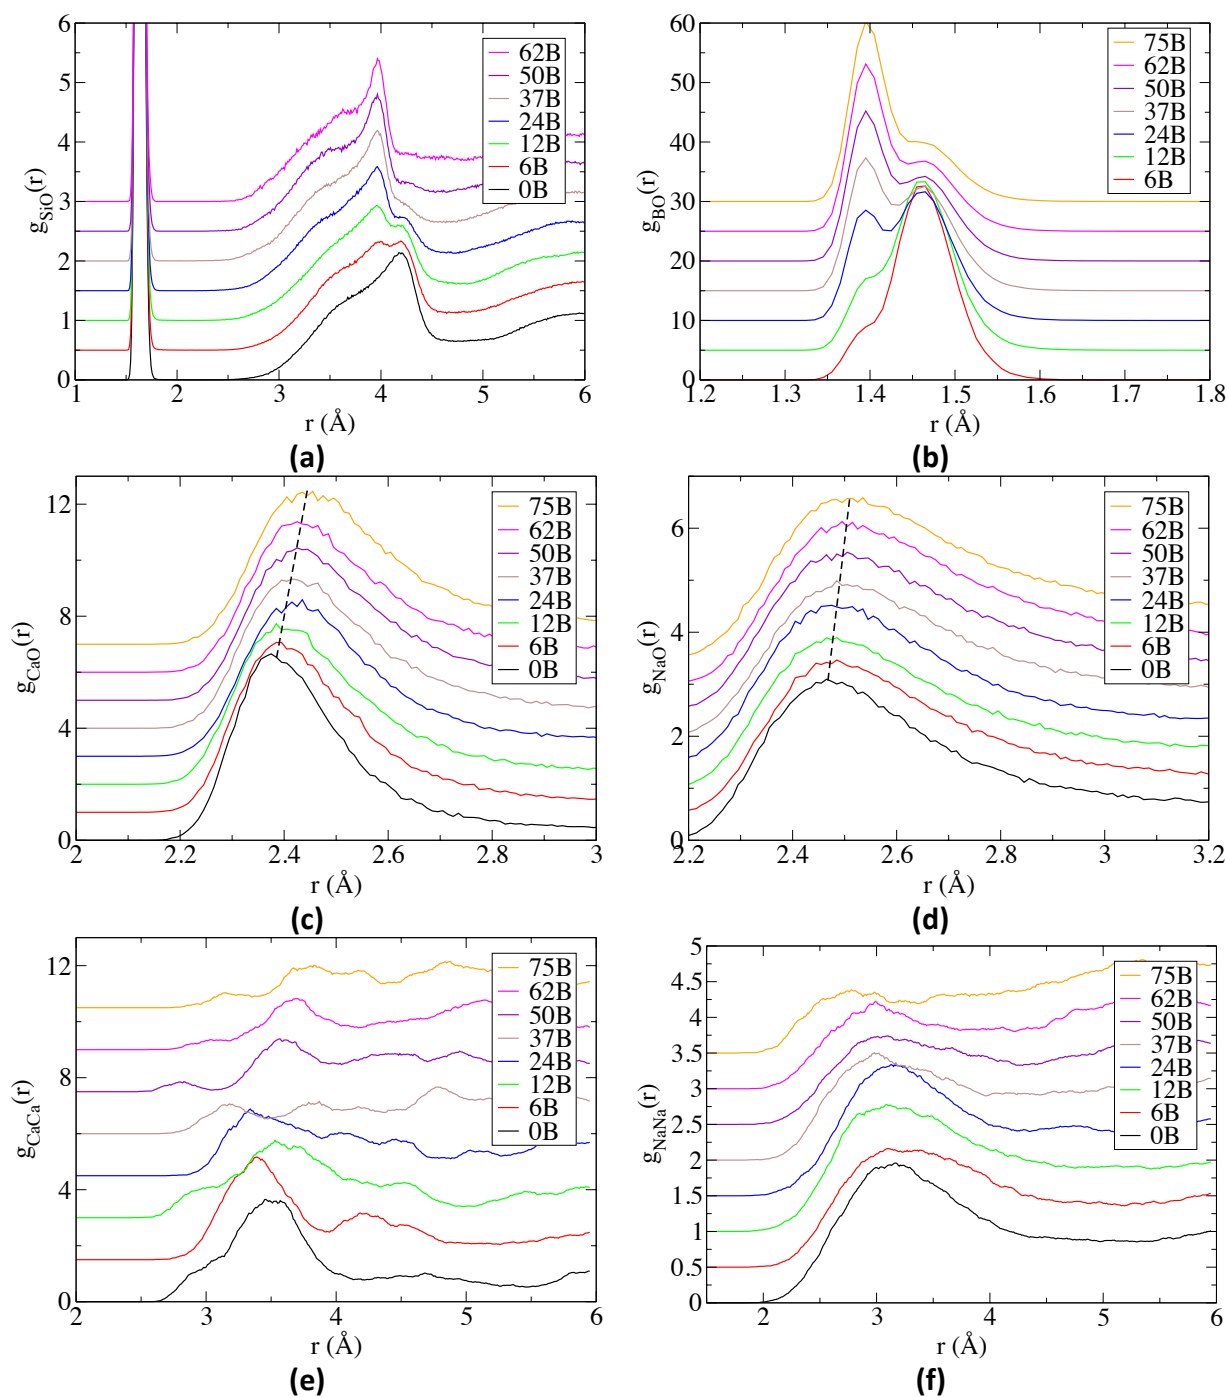 6
5
4
3
2
1
0
g_SiO(r)
62B
50B
37B
24B
12B
6B
0B
1 2 3 4 5 6
r (Å)
(a)
60
50
40
30
20
10
0
g_BO(r)
75B
62B
50B
37B
24B
12B
6B
1.2 1.3 1.4 1.5 1.6 1.7 1.8
r (Å)
(b)
12
8
4
0
g_CaO(r)
75B
62B
50B
37B
24B
12B
6B
0B
2 2.2 2.4 2.6 2.8 3
r (Å)
(c)
6
4
2
0
g_NaO(r)
75B
62B
50B
37B
24B
12B
6B
0B
2.2 2.4 2.6 2.8 3 3.2
r (Å)
(d)
12
8
4
0
g_CaCa(r)
75B
62B
50B
37B
24B
12B
6B
0B
2 3 4 5 6
r (Å)
(e)
5
4.5
4
3.5
3
2.5
2
1.5
1
0.5
0
g_NaNa(r)
75B
62B
50B
37B
24B
12B
6B
0B
2 3 4 5 6
r (Å)
(f)